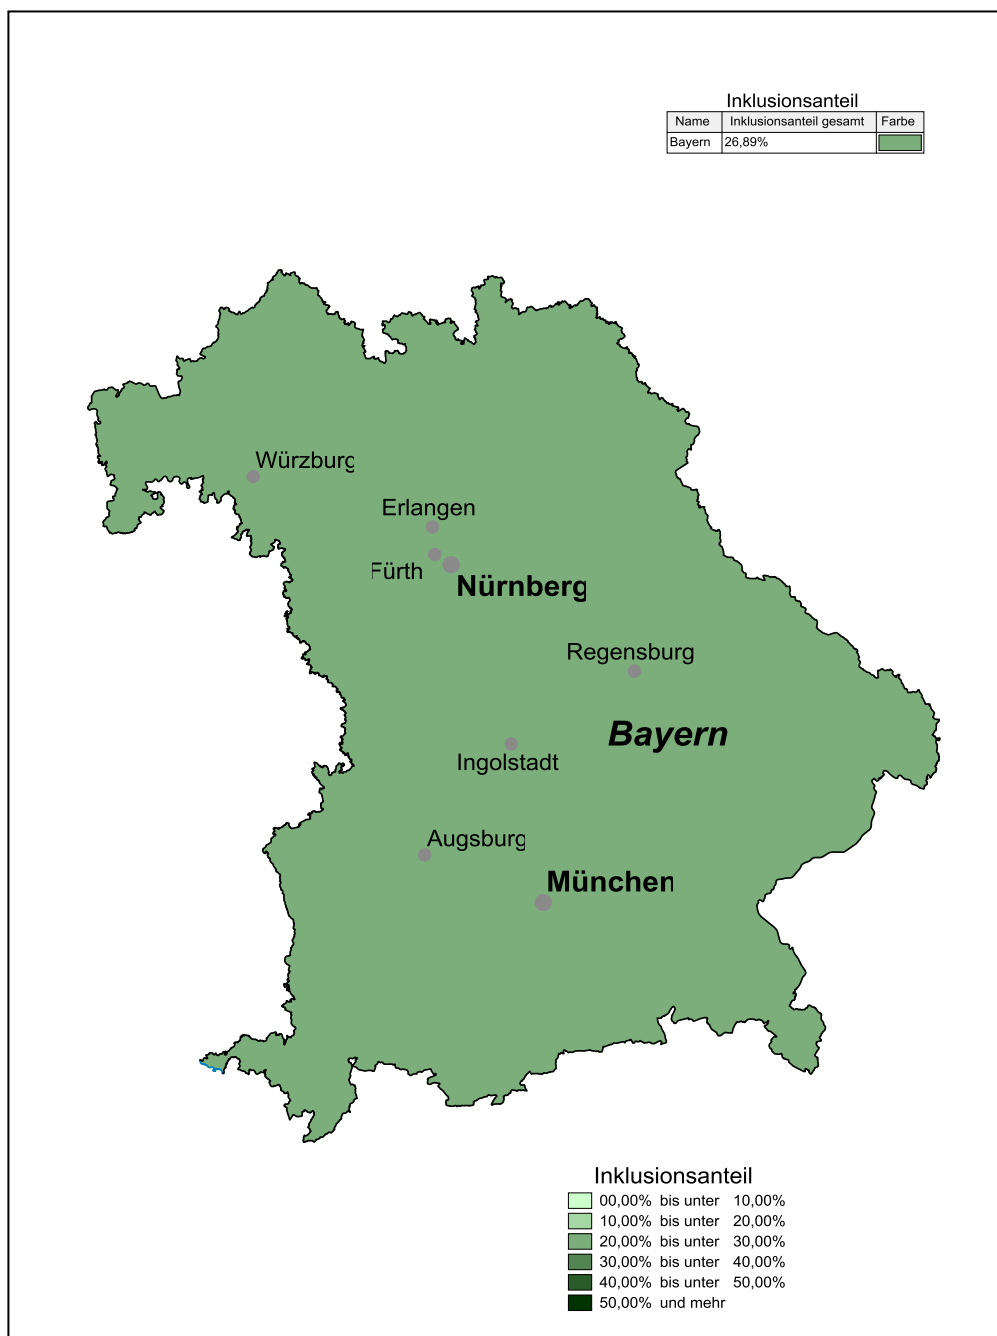 Inklusionsanteil
Name Inklusionsanteil gesamt Farbe
Bayern 26,89%
Würzburg
Erlangen
Fürth
Nürnberg
Regensburg
Bayern
Ingolstadt
Augsburg
München
Inklusionsanteil
00,00% bis unter 10,00%
10,00% bis unter 20,00%
20,00% bis unter 30,00%
30,00% bis unter 40,00%
40,00% bis unter 50,00%
50,00% und mehr